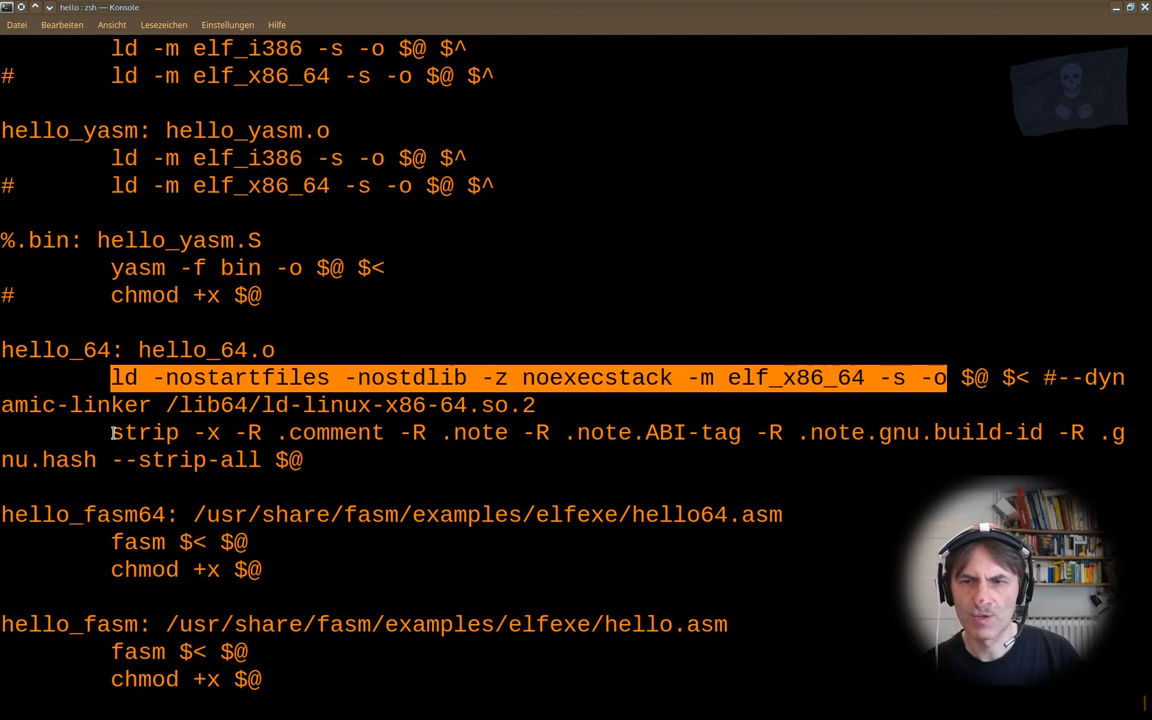 hello : zsh — Konsole
Datei Bearbeiten Ansicht Lesezeichen Einstellungen Hilfe
ld -m elf_i386 -s -o $@ $^
# ld -m elf_x86_64 -s -o $@ $^
hello_yasm: hello_yasm.o
ld -m elf_i386 -s -o $@ $^
# ld -m elf_x86_64 -s -o $@ $^
%.bin: hello_yasm.S
yasm -f bin -o $@ $<
# chmod +x $@
hello_64: hello_64.o
ld -nostartfiles -nostdlib -z noexecstack -m elf_x86_64 -s -o $@ $< #--dyn
amic-linker /lib64/ld-linux-x86-64.so.2
strip -x -R .comment -R .note -R .note.ABI-tag -R .note.gnu.build-id -R .g
nu.hash --strip-all $@
hello_fasm64: /usr/share/fasm/examples/elfexe/hello64.asm
fasm $< $@
chmod +x $@
hello_fasm: /usr/share/fasm/examples/elfexe/hello.asm
fasm $< $@
chmod +x $@